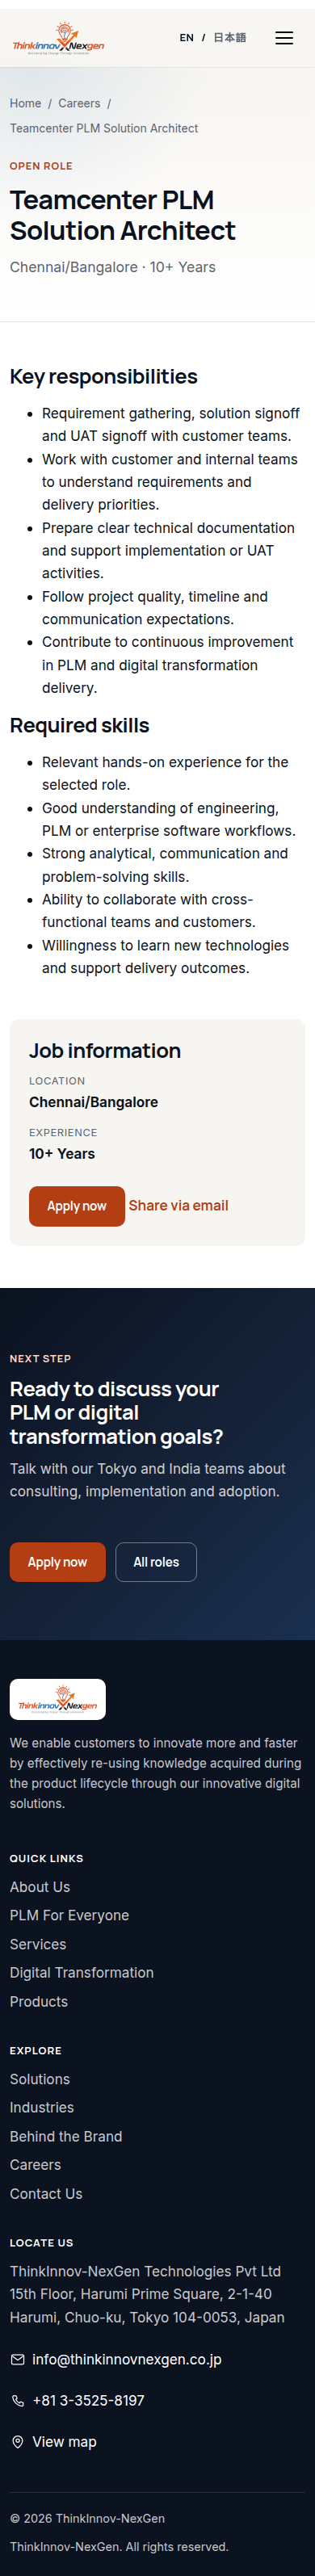 ThinkInnov XNexgen
EN / 日本語
Home / Careers /
Teamcenter PLM Solution Architect
OPEN ROLE
Teamcenter PLM
Solution Architect
Chennai/Bangalore · 10+ Years
Key responsibilities
• Requirement gathering, solution signoff
and UAT signoff with customer teams.
• Work with customer and internal teams
to understand requirements and
delivery priorities.
• Prepare clear technical documentation
and support implementation or UAT
activities.
• Follow project quality, timeline and
communication expectations.
• Contribute to continuous improvement
in PLM and digital transformation
delivery.
Required skills
• Relevant hands-on experience for the
selected role.
• Good understanding of engineering,
PLM or enterprise software workflows.
• Strong analytical, communication and
problem-solving skills.
• Ability to collaborate with cross-
functional teams and customers.
• Willingness to learn new technologies
and support delivery outcomes.
Job information
LOCATION
Chennai/Bangalore
EXPERIENCE
10+ Years
Apply now Share via email
NEXT STEP
Ready to discuss your
PLM or digital
transformation goals?
Talk with our Tokyo and India teams about
consulting, implementation and adoption.
Apply now All roles
ThinkInnov XNexgen
We enable customers to innovate more and faster
by effectively re-using knowledge acquired during
the product lifecycle through our innovative digital
solutions.
QUICK LINKS
About Us
PLM For Everyone
Services
Digital Transformation
Products
EXPLORE
Solutions
Industries
Behind the Brand
Careers
Contact Us
LOCATE US
ThinkInnov-NexGen Technologies Pvt Ltd
15th Floor, Harumi Prime Square, 2-1-40
Harumi, Chuo-ku, Tokyo 104-0053, Japan
info@thinkinnovnexgen.co.jp
+81 3-3525-8197
View map
© 2026 ThinkInnov-NexGen
ThinkInnov-NexGen. All rights reserved.